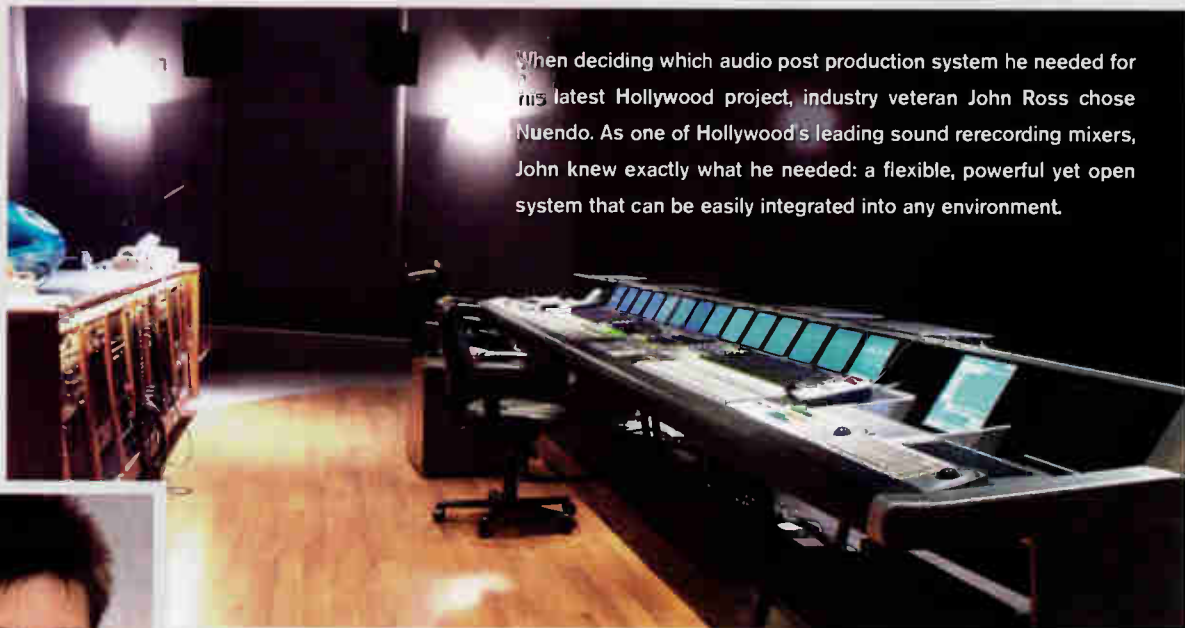 When deciding which audio post production system he needed for
his latest Hollywood project, industry veteran John Ross chose
Nuendo. As one of Hollywood's leading sound rerecording mixers,
John knew exactly what he needed: a flexible, powerful yet open
system that can be easily integrated into any environment.